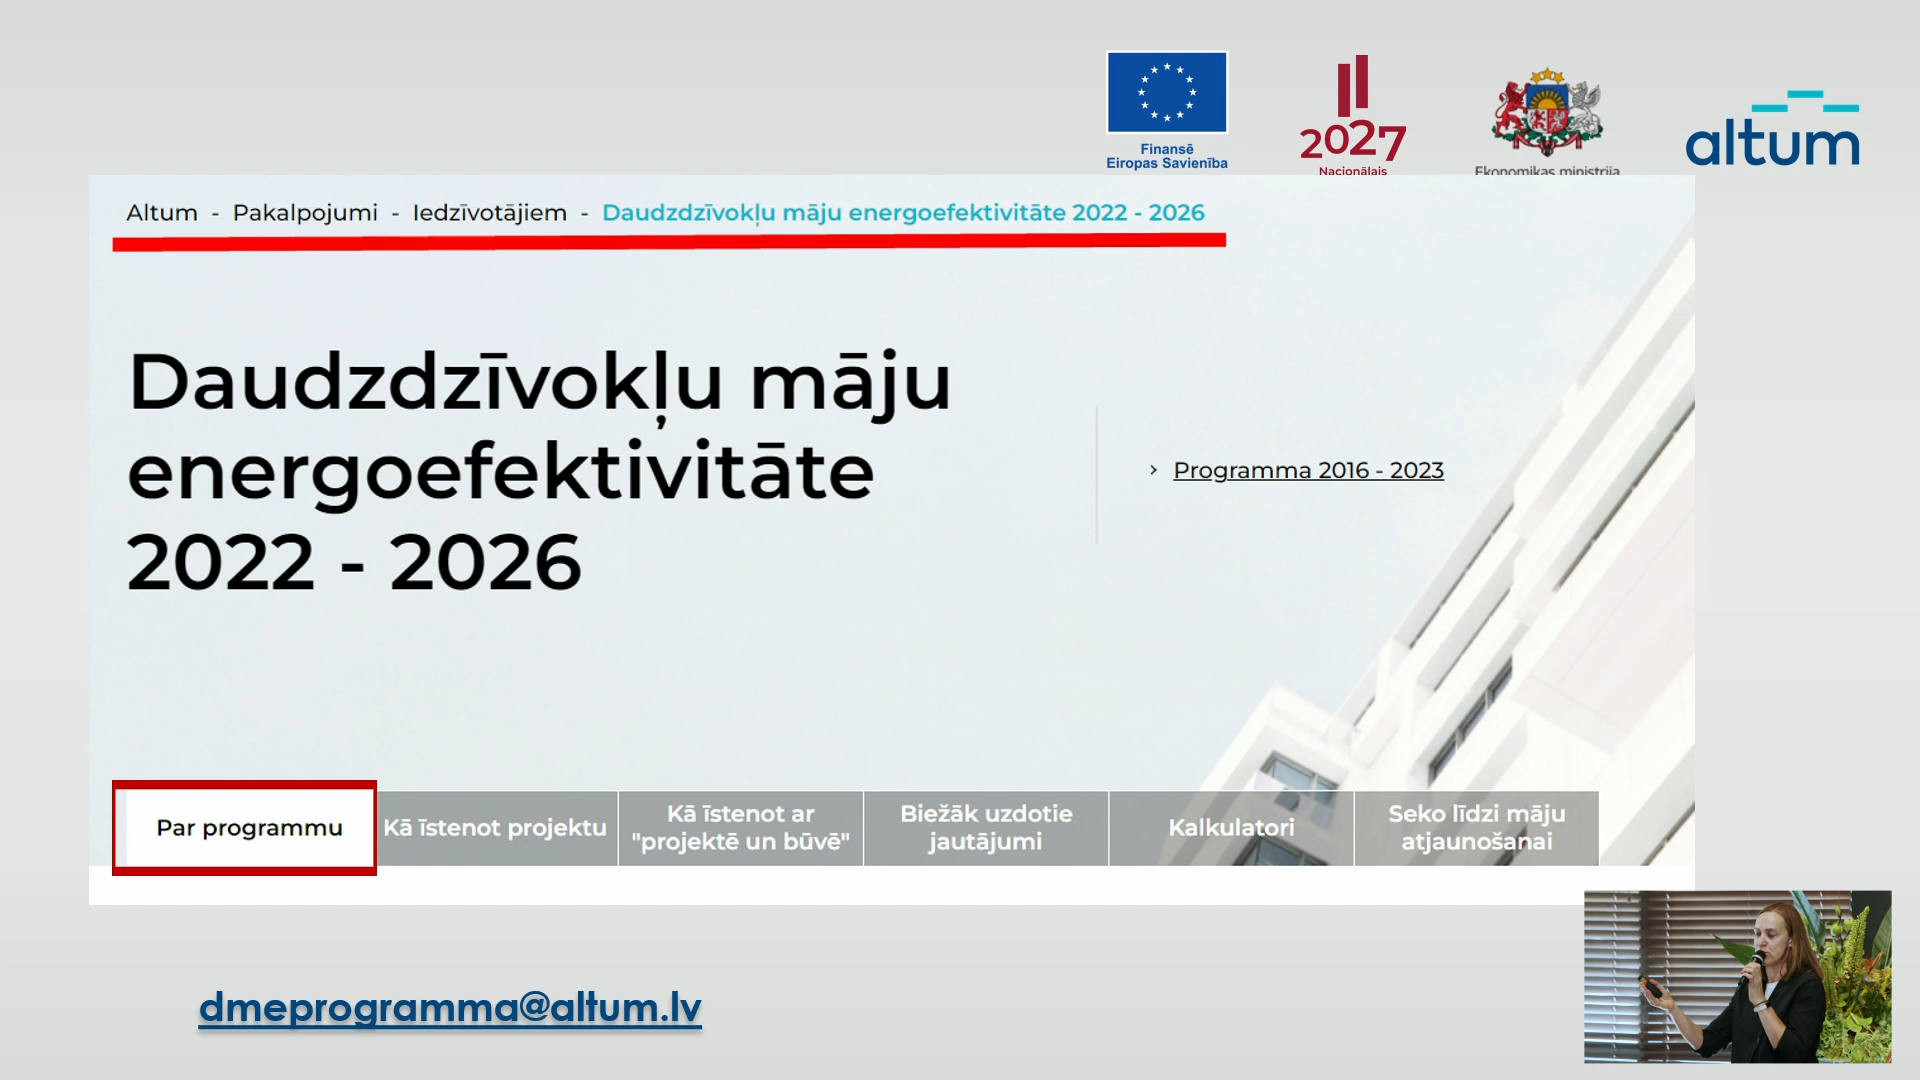 Finansē
Eiropas Savienība
2027
Nacionālais
Ekonomikas ministrija
altum
Altum - Pakalpojumi - Iedzīvotājiem - Daudzdzīvokļu māju energoefektivitāte 2022 - 2026
Daudzdzīvokļu māju
energoefektivitāte
2022 - 2026
Programma 2016 - 2023
Par programmu
Kā īstenot projektu
Kā īstenot ar
"projektē un būvē"
Biežāk uzdotie
jautājumi
Kalkulatori
Seko līdzi māju
atjaunošanai
dmeprogramma@altum.lv